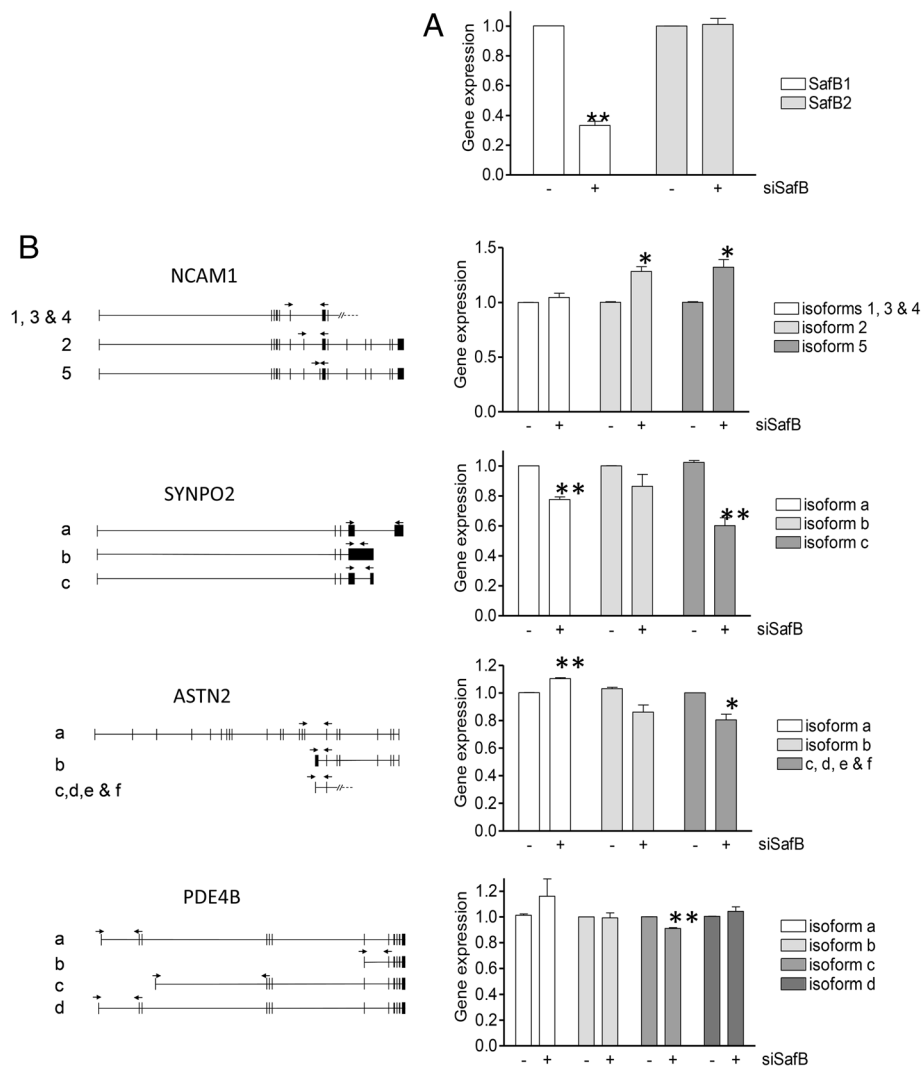 A
Gene expression
1.0
0.8
0.6
0.4
0.2
0.0
**
- + - + siSafB
SafB1
SafB2
B
NCAM1
1, 3 & 4
2
5
Gene expression
1.5
1.0
0.5
0.0
* *
- + - + - + siSafB
isoforms 1, 3 & 4
isoform 2
isoform 5
SYNPO2
a
b
c
Gene expression
1.0
0.8
0.6
0.4
0.2
0.0
** **
- + - + - + siSafB
isoform a
isoform b
isoform c
ASTN2
a
b
c,d,e & f
Gene expression
1.2
1.0
0.8
0.6
0.4
0.2
0.0
** *
- + - + - + siSafB
isoform a
isoform b
c, d, e & f
PDE4B
a
b
c
d
Gene expression
1.2
1.0
0.8
0.6
0.4
0.2
0.0
**
- + - + - + - + siSafB
isoform a
isoform b
isoform c
isoform d